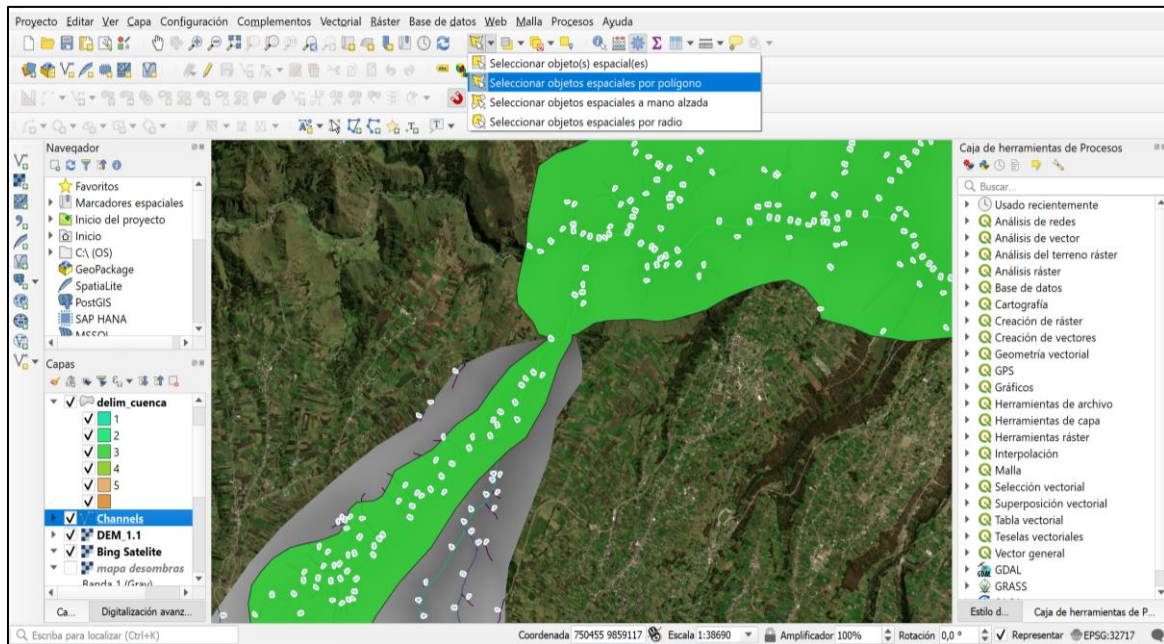 Proyecto Editar Ver Capa Configuración Complementos Vectorial Ráster Base de datos Web Malla Procesos Ayuda
Seleccionar objeto(s) espacial(es)
Seleccionar objetos espaciales por polígono
Seleccionar objetos espaciales a mano alzada
Seleccionar objetos espaciales por radio
Navegador
Favoritos
Marcadores espaciales
Inicio del proyecto
Inicio
C:\ (OS)
GeoPackage
SpatiaLite
PostGIS
SAP HANA
MSSQL
Capas
delim_cuenca
1
2
3
4
5
Channels
DEM_1.1
Bing Satelite
mapa desombras
Banda 1 (Gray)
Ca... Digitalización avanz...
Caja de herramientas de Procesos
Buscar...
Usado recientemente
Análisis de redes
Análisis de vector
Análisis del terreno ráster
Análisis ráster
Base de datos
Cartografía
Creación de ráster
Creación de vectores
Geometría vectorial
GPS
Gráficos
Herramientas de archivo
Herramientas de capa
Herramientas ráster
Interpolación
Malla
Selección vectorial
Superposición vectorial
Tabla vectorial
Teselas vectoriales
Vector general
GDAL
GRASS
Estilo d... Caja de herramientas de P...
Escriba para localizar (Ctrl+K) Coordenada 750455 9859117 Escala 1:38690 Amplificador 100% Rotación 0,0 ° Representar EPSG:32717